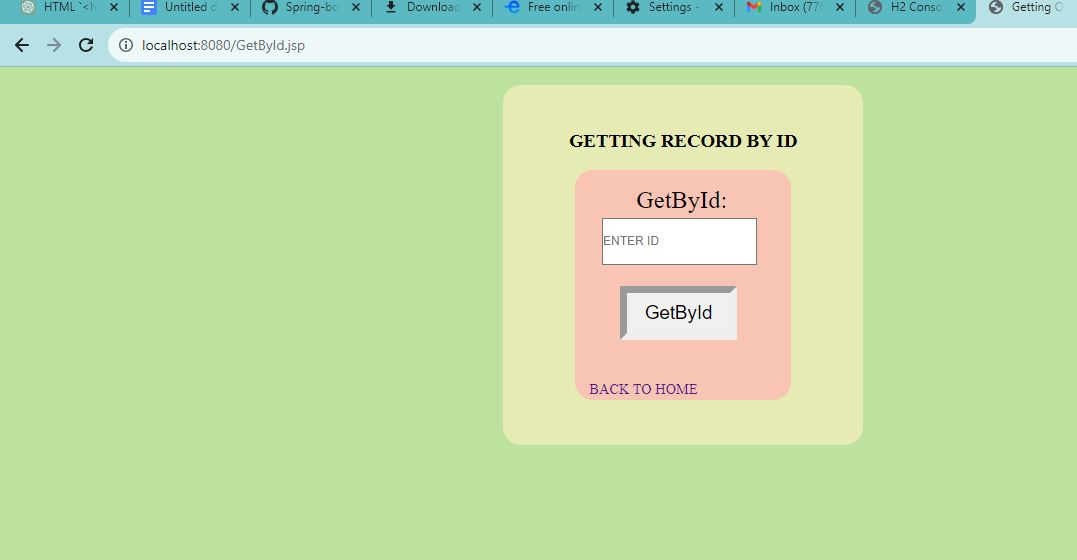 HTML `<h
Untitled d
Spring-bo
Downloac
Free onlin
Settings -
Inbox (77
H2 Conso
Getting O
localhost:8080/GetById.jsp
GETTING RECORD BY ID
GetById:
ENTER ID
GetById
BACK TO HOME